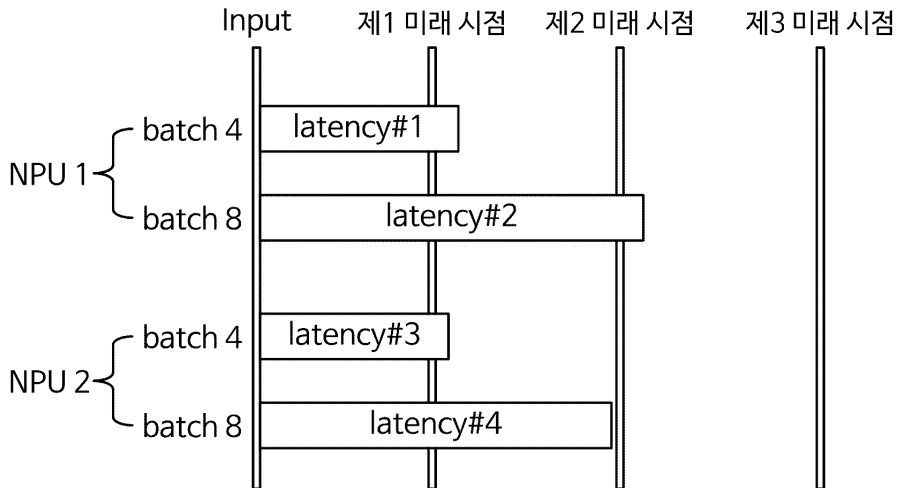 Input 제1 미래 시점 제2 미래 시점 제3 미래 시점
batch 4 latency#1
NPU 1
batch 8 latency#2
batch 4 latency#3
NPU 2
batch 8 latency#4